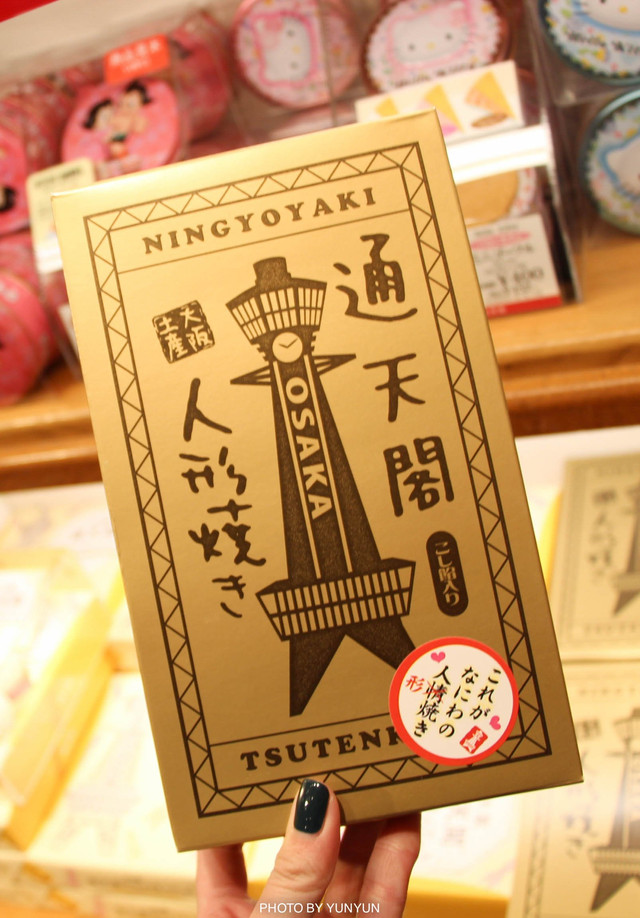 NINGYOYAKI
通天閣
大阪
土産
人形焼き
OSAKA
こし餡入り
これが
なにわの
人情焼き
形
TSUTENK
PHOTO BY YUNYUN